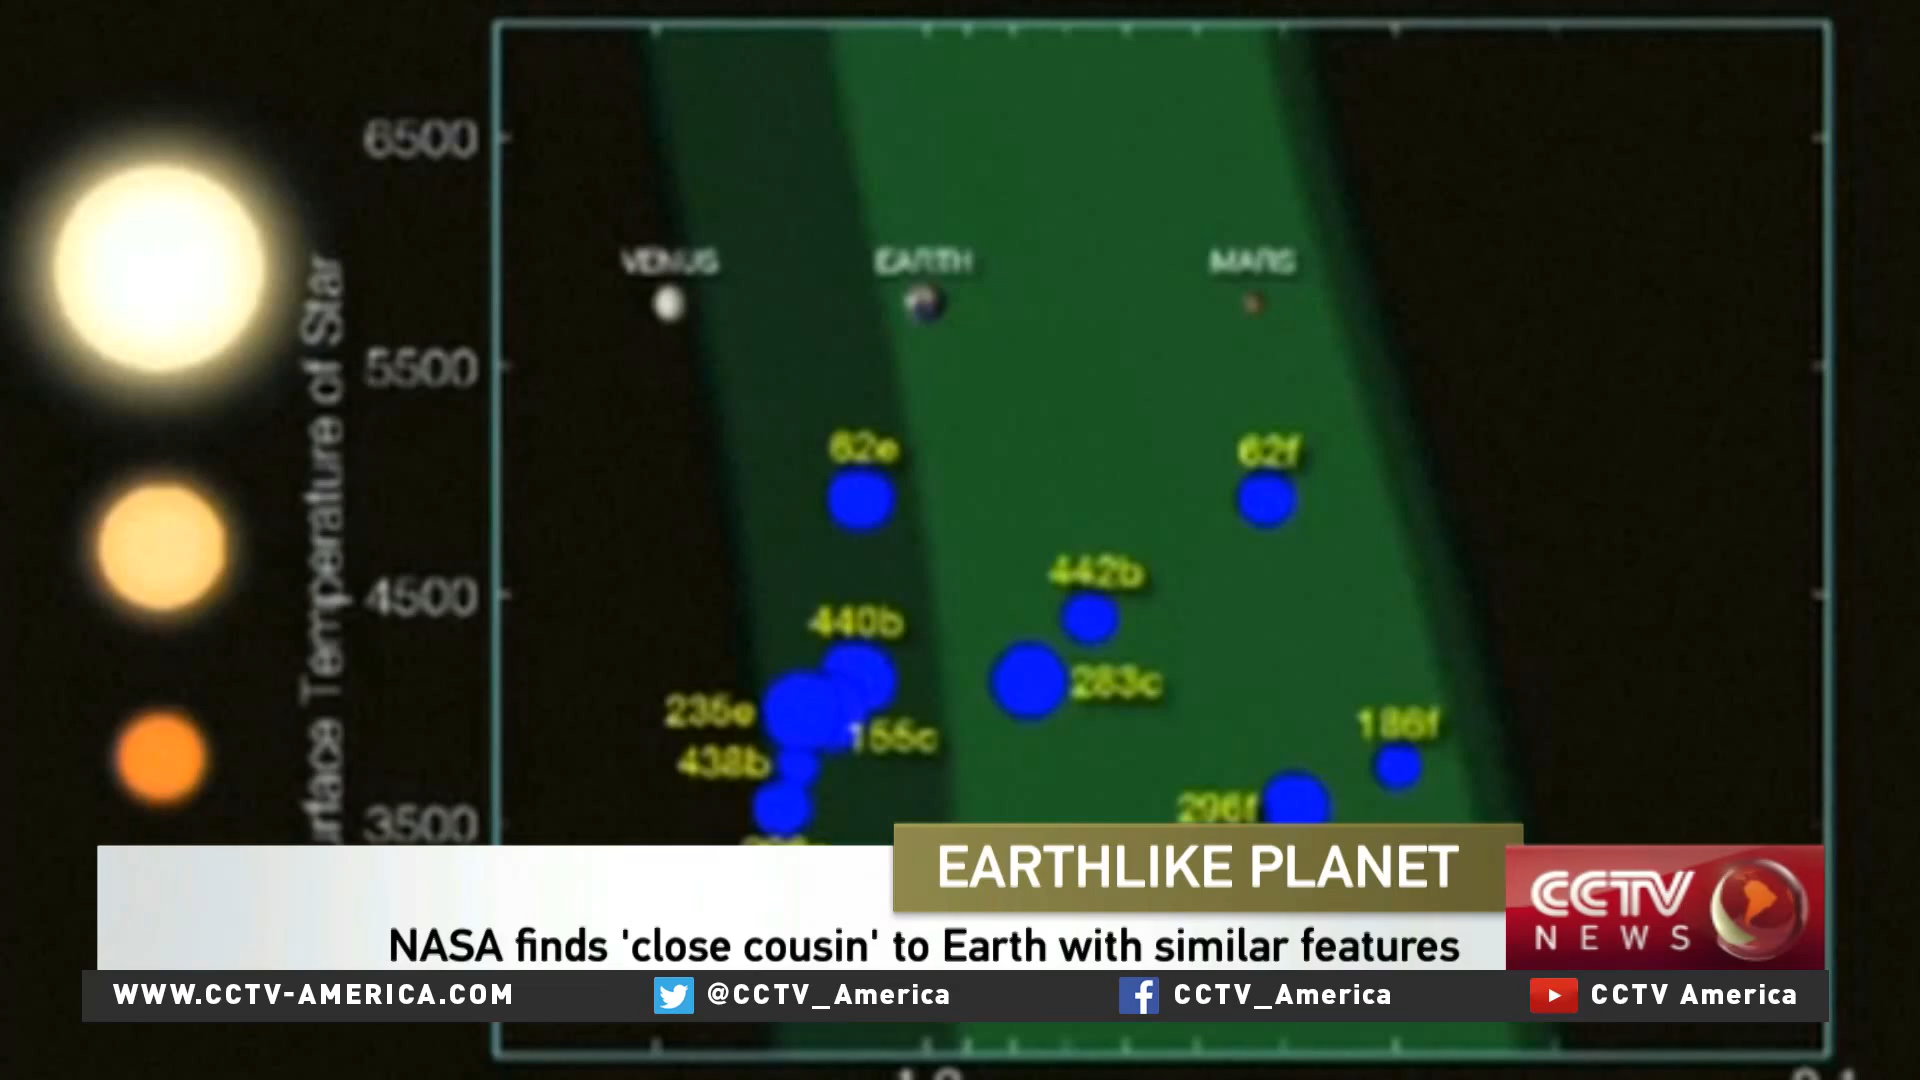 6500
VENUS
EARTH
MARS
5500
62e
62f
442b
4500
440b
283c
235e
186f
155c
438b
296f
3500
Surface Temperature of Star
EARTHLIKE PLANET
CCTV
NEWS
NASA finds 'close cousin' to Earth with similar features
WWW.CCTV-AMERICA.COM
@CCTV_America
CCTV_America
CCTV America